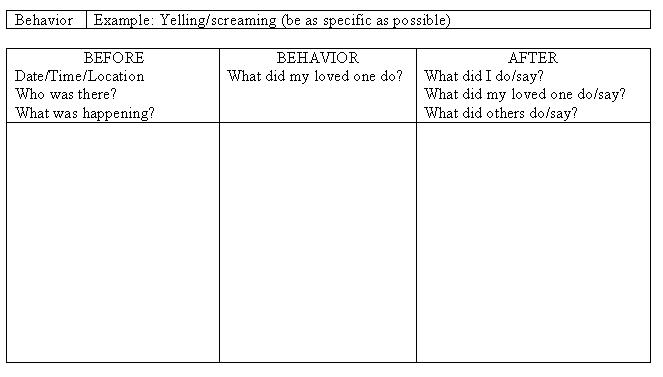 Behavior Example: Yelling/screaming (be as specific as possible)
BEFORE BEHAVIOR AFTER
Date/Time/Location What did my loved one do? What did I do/say?
Who was there? What did my loved one do/say?
What was happening? What did others do/say?